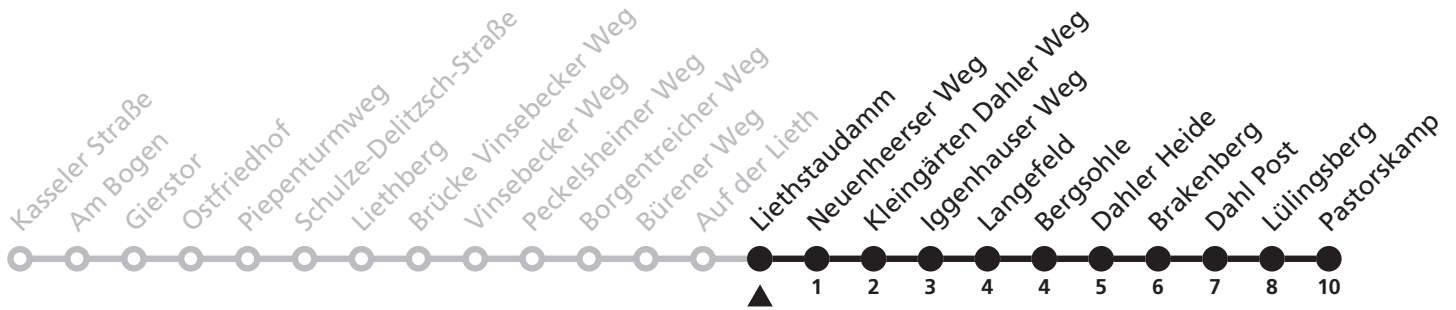 Kasseler Straße
Am Bogen
Gierstor
Ostfriedhof
Piepenturmweg
Schulze-Delitzsch-Straße
Liethberg
Brücke Vinsebecker Weg
Vinsebecker Weg
Peckelsheimer Weg
Borgentreicher Weg
Bürener Weg
Auf der Lieth
Liethstaudamm
Neuenheerser Weg
Kleingärten Dahler Weg
Iggenhauser Weg
Langefeld
Bergsohle
Dahler Heide
Brakenberg
Dahl Post
Lülingsberg
Pastorskamp
1 2 3 4 4 5 6 7 8 10